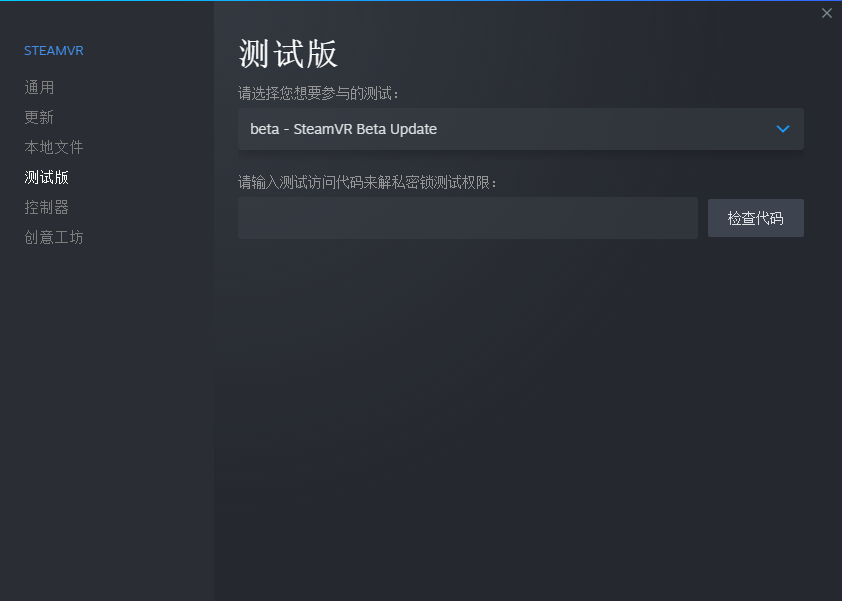 STEAMVR
通用
更新
本地文件
测试版
控制器
创意工坊
测试版
请选择您想要参与的测试：
beta - SteamVR Beta Update
请输入测试访问代码来解私密锁测试权限：
检查代码